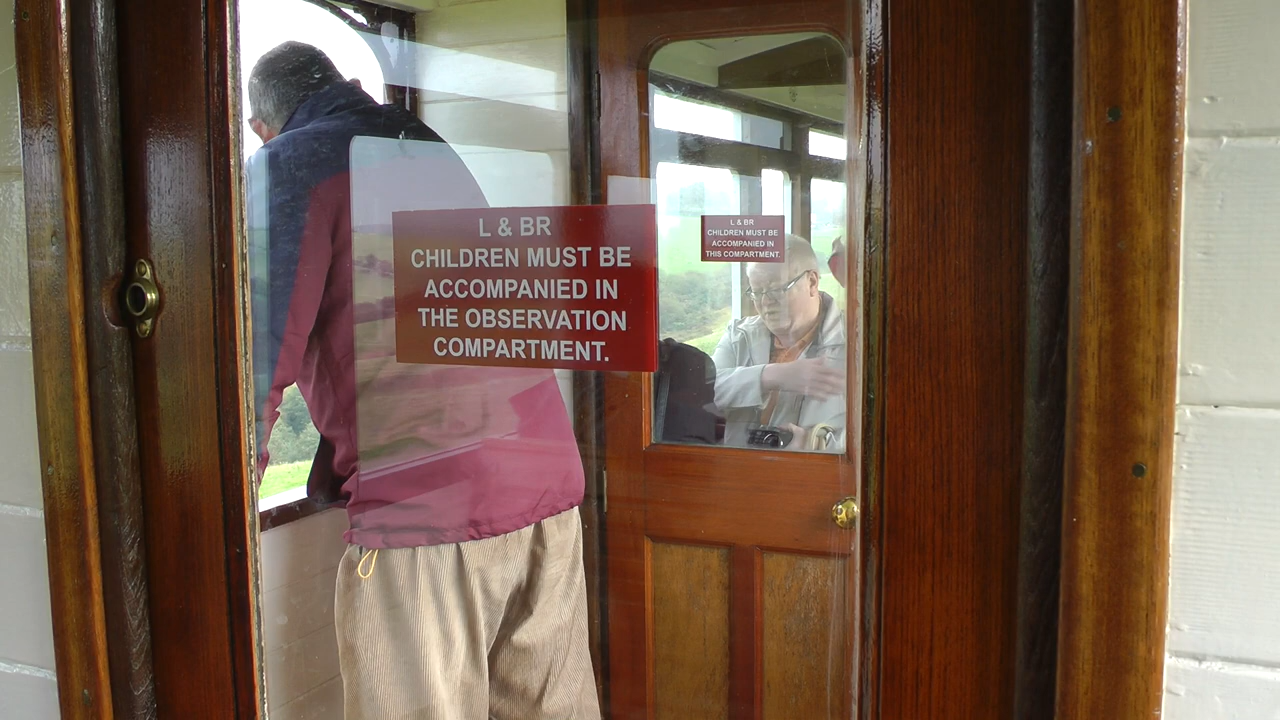 L & BR
CHILDREN MUST BE
ACCOMPANIED IN
THE OBSERVATION
COMPARTMENT.
L & BR
CHILDREN MUST BE
ACCOMPANIED IN
THIS COMPARTMENT.